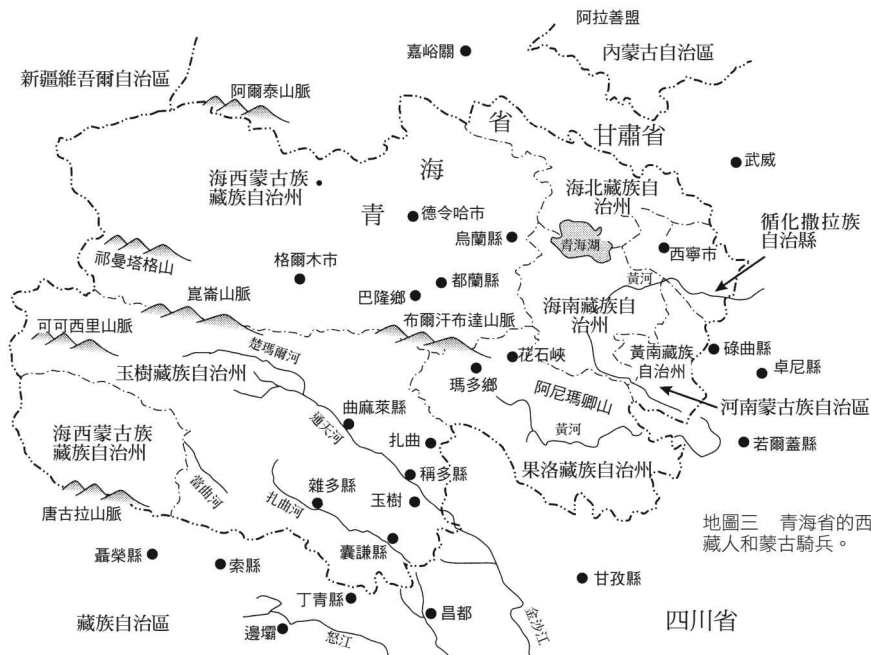 阿拉善盟
嘉峪關
內蒙古自治區
新疆維吾爾自治區
阿爾泰山脈
青海省
甘肅省
武威
海西蒙古族
藏族自治州
海北藏族自
治州
循化撒拉族
自治縣
德令哈市
烏蘭縣
青海湖
西寧市
祁曼塔格山
格爾木市
都蘭縣
巴隆鄉
黃河
海南藏族自
治州
崑崙山脈
可可西里山脈
布爾汗布達山脈
楚瑪爾河
花石峽
黃南藏族
自治州
碌曲縣
卓尼縣
玉樹藏族自治州
瑪多鄉
阿尼瑪卿山
河南蒙古族自治區
曲麻萊縣
通天河
黃河
扎曲
若爾蓋縣
海西蒙古族
藏族自治州
果洛藏族自治州
當曲河
稱多縣
雜多縣
扎曲河
玉樹
唐古拉山脈
地圖三 青海省的西
藏人和蒙古騎兵。
囊謙縣
聶榮縣
索縣
甘孜縣
丁青縣
昌都
金沙江
四川省
藏族自治區
邊壩
怒江